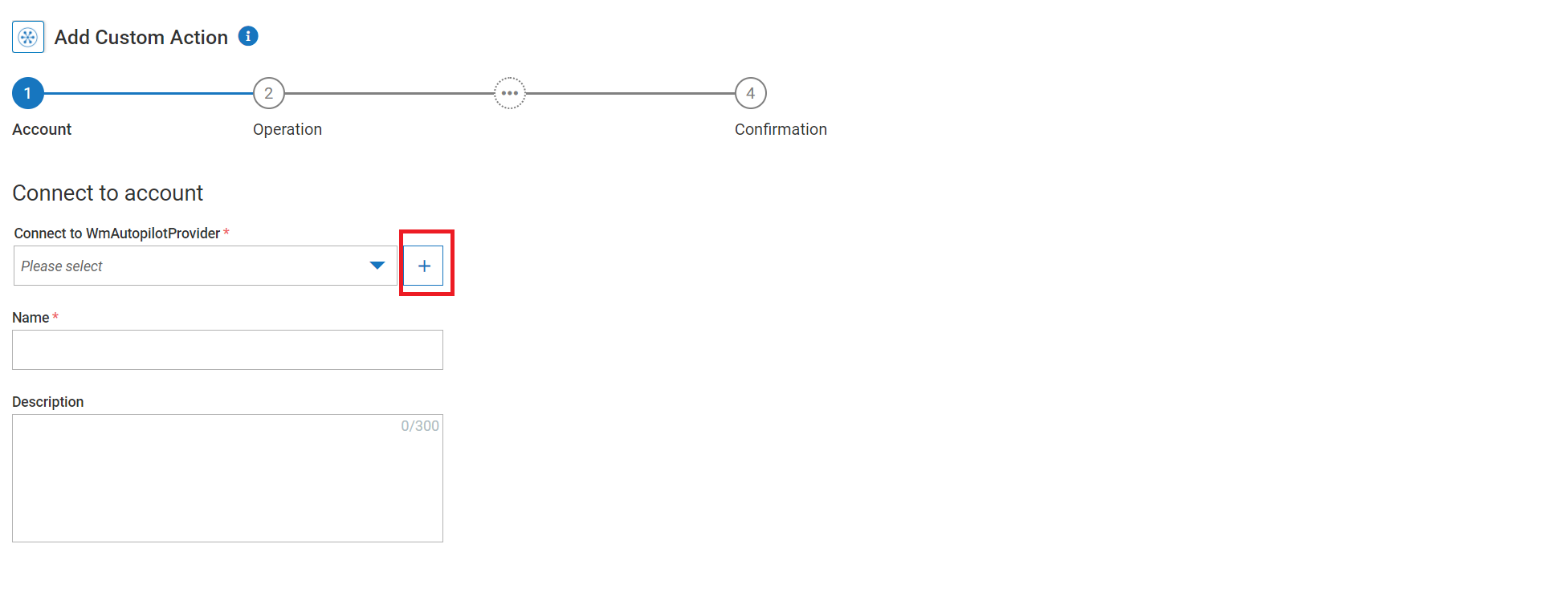 Add Custom Action i
1 2 ••• 4
Account Operation Confirmation
Connect to account
Connect to WmAutopilotProvider *
Please select +
Name *
Description
0/300